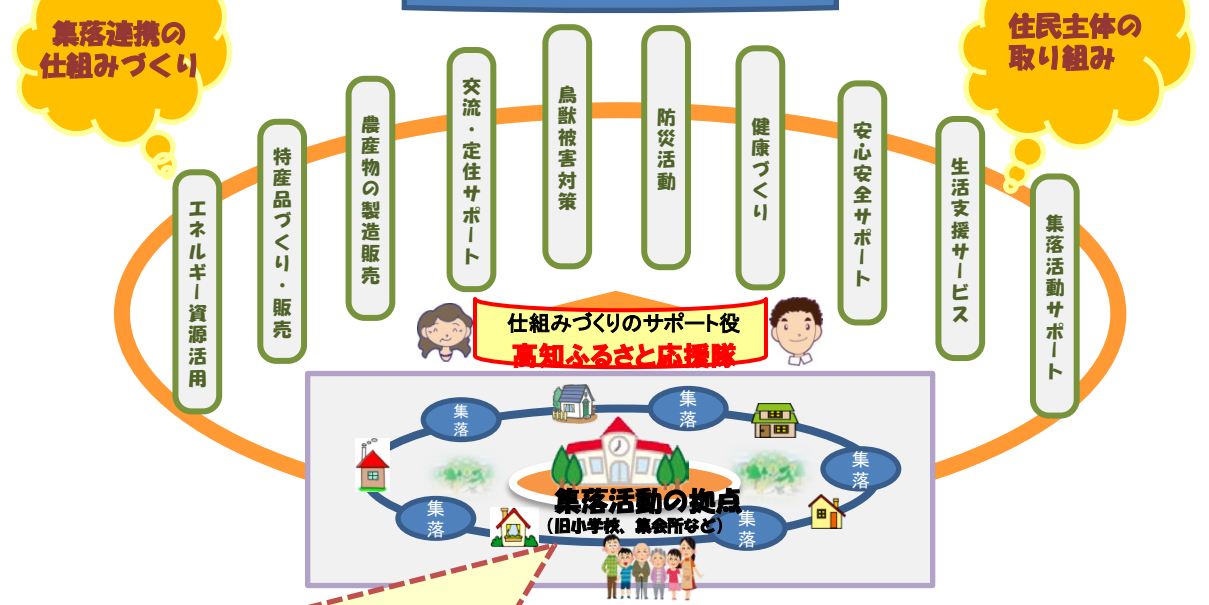 集落連携の
仕組みづくり
住民主体の
取り組み
エネルギー資源活用
特産品づくり・販売
農産物の製造販売
交流・定住サポート
鳥獣被害対策
防災活動
健康づくり
安心安全サポート
生活支援サービス
集落活動サポート
仕組みづくりのサポート役
高知ふるさと応援隊
集
落
集
落
集
落
集
落
集
落
集落活動の拠点
（旧小学校、集会所など）